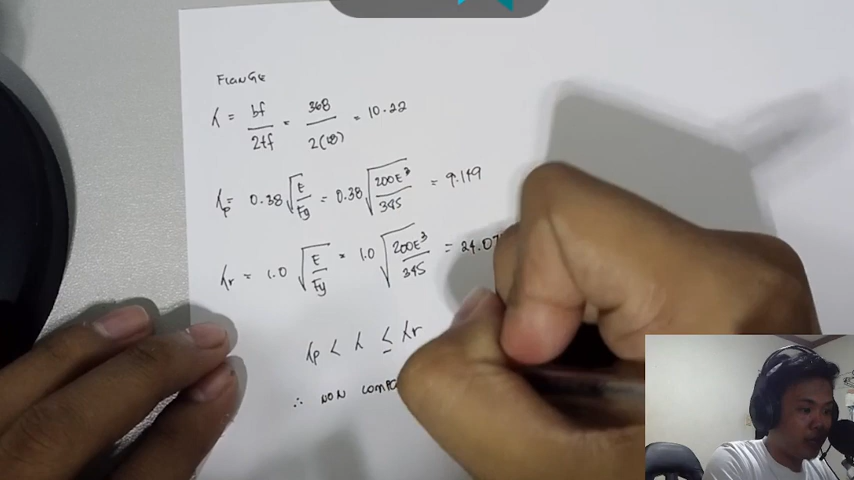 FLANGE
λ = bf / 2tf = 368 / 2(18) = 10.22
λp = 0.38 √(E / Fy) = 0.38 √(200E³ / 345) = 9.149
λr = 1.0 √(E / Fy) = 1.0 √(200E³ / 345) = 24.07
λp < λ ≤ λr
∴ NON COMPA